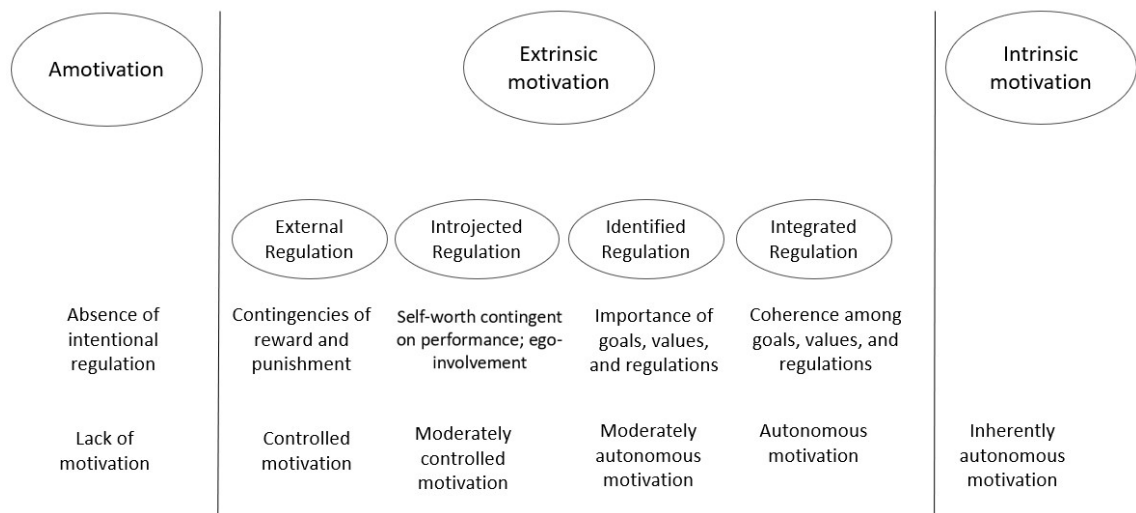 Amotivation
Extrinsic
motivation
Intrinsic
motivation
External
Regulation
Introjected
Regulation
Identified
Regulation
Integrated
Regulation
Absence of
intentional
regulation
Contingencies of
reward and
punishment
Self-worth contingent
on performance; ego-
involvement
Importance of
goals, values,
and regulations
Coherence among
goals, values, and
regulations
Lack of
motivation
Controlled
motivation
Moderately
controlled
motivation
Moderately
autonomous
motivation
Autonomous
motivation
Inherently
autonomous
motivation